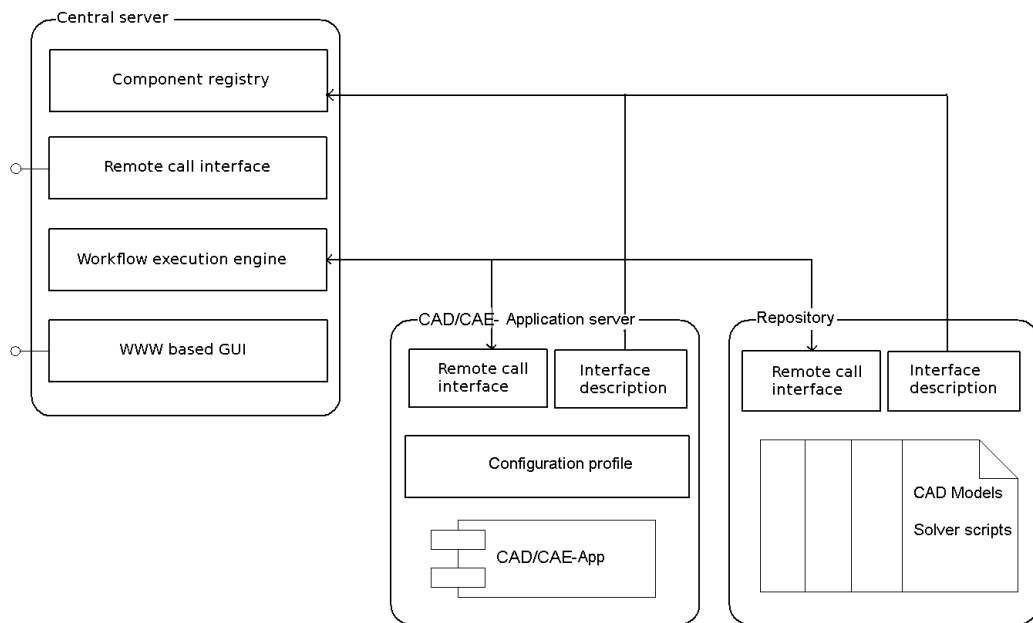 Central server
Component registry
Remote call interface
Workflow execution engine
WWW based GUI
CAD/CAE- Application server
Remote call
interface
Interface
description
Configuration profile
CAD/CAE-App
Repository
Remote call
interface
Interface
description
CAD Models
Solver scripts